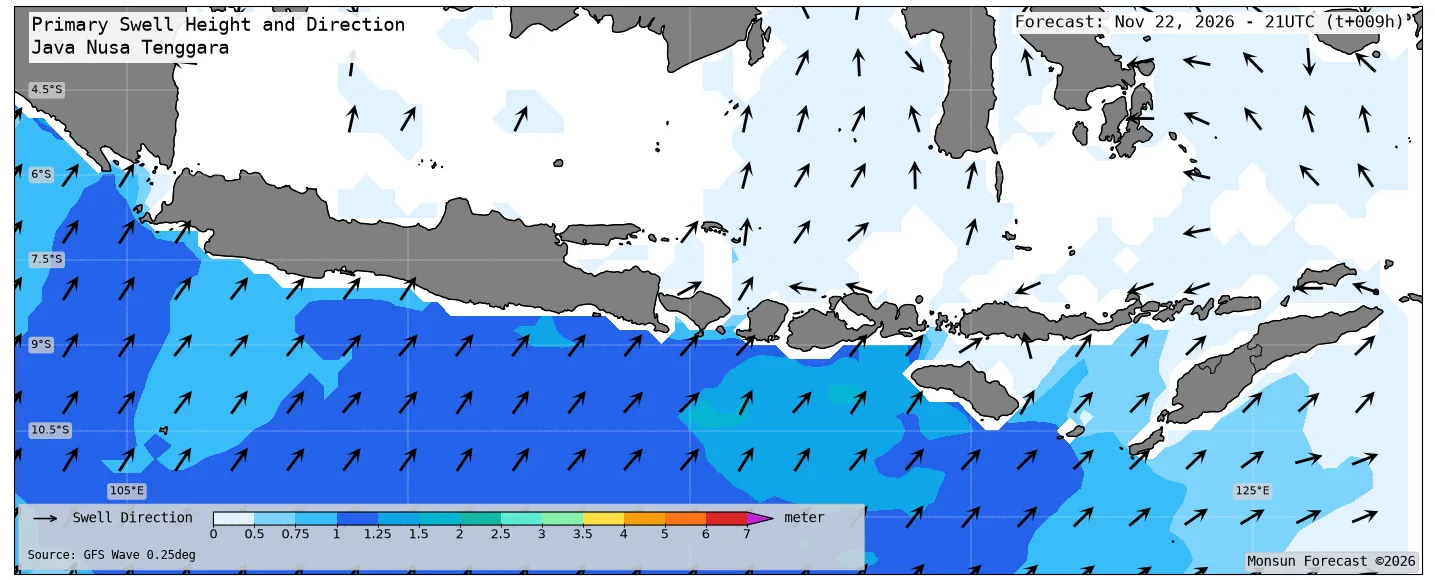 Primary Swell Height and Direction
Java Nusa Tenggara
Forecast: Nov 22, 2026 - 21UTC (t+009h)
4.5°S
6°S
7.5°S
9°S
10.5°S
105°E
125°E
Swell Direction
0 0.5 0.75 1 1.25 1.5 2 2.5 3 3.5 4 5 6 7
meter
Source: GFS Wave 0.25deg
Monsun Forecast ©2026